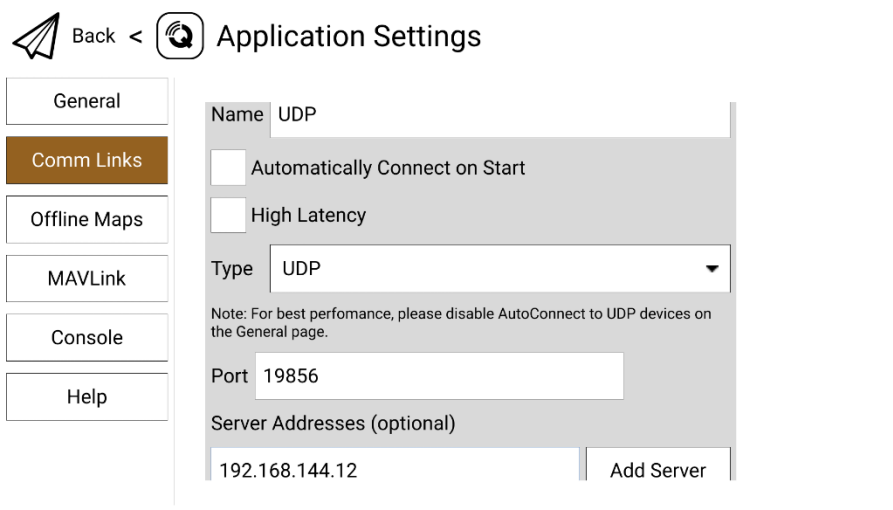 Back < Application Settings
General
Comm Links
Offline Maps
MAVLink
Console
Help
Name UDP
Automatically Connect on Start
High Latency
Type UDP
Note: For best perfomance, please disable AutoConnect to UDP devices on
the General page.
Port 19856
Server Addresses (optional)
192.168.144.12 Add Server